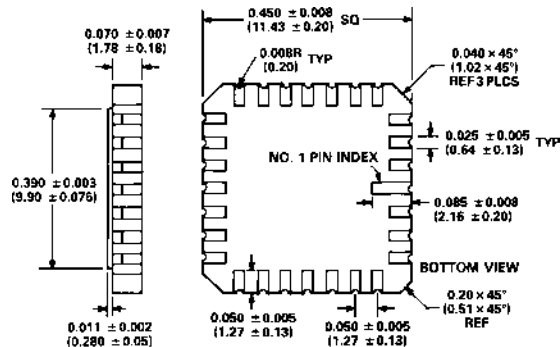 0.070 ± 0.007
(1.78 ± 0.18)
0.450 ± 0.008 SQ
(11.43 ± 0.20)
0.008R TYP
(0.20)
0.040 × 45°
(1.02 × 45°)
REF 3 PLCS
0.025 ± 0.005 TYP
(0.64 ± 0.13)
NO. 1 PIN INDEX
0.390 ± 0.003
(9.90 ± 0.076)
0.085 ± 0.008
(2.16 ± 0.20)
BOTTOM VIEW
0.20 × 45°
(0.51 × 45°)
REF
0.011 ± 0.002
(0.280 ± 0.05)
0.050 ± 0.005
(1.27 ± 0.13)
0.050 ± 0.005
(1.27 ± 0.13)